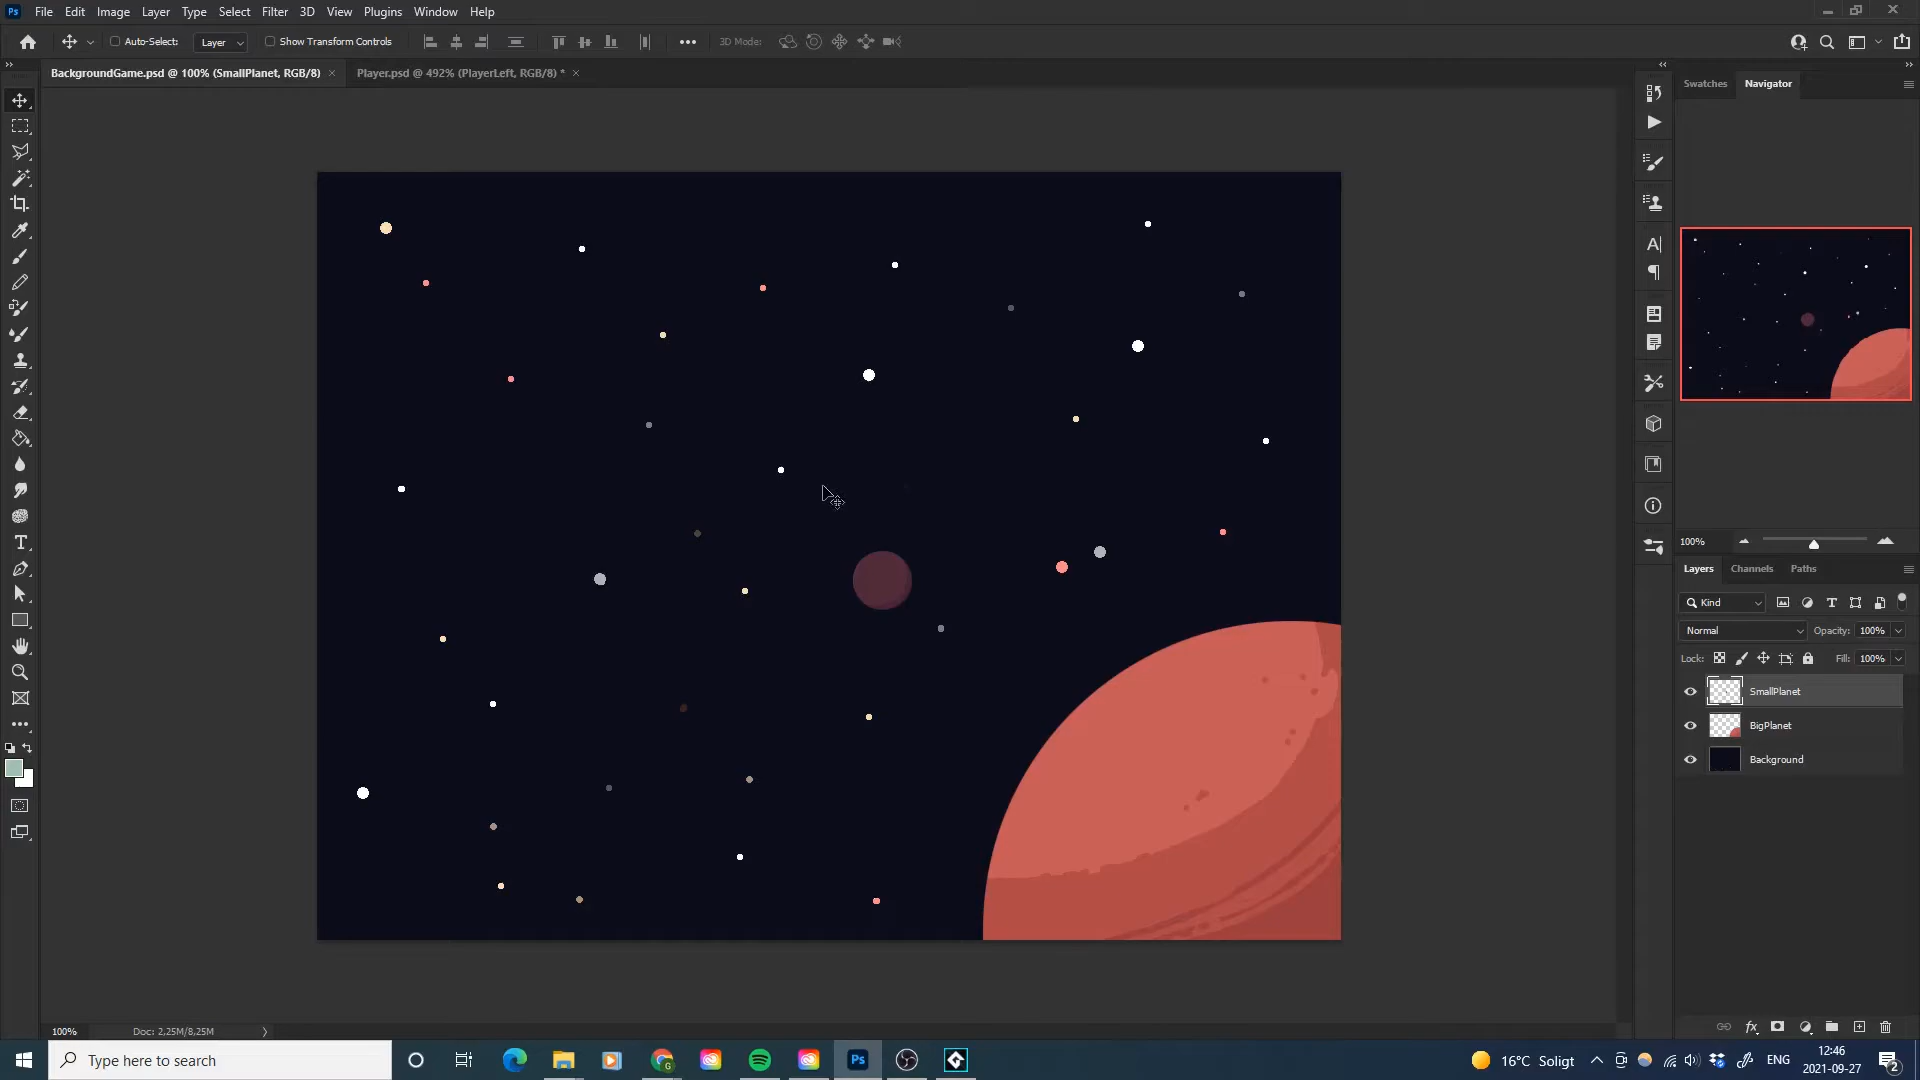 Ps File Edit Image Layer Type Select Filter 3D View Plugins Window Help
Auto-Select: Layer Show Transform Controls 3D Mode:
BackgroundGame.psd @ 100% (SmallPlanet, RGB/8) × Player.psd @ 492% (PlayerLeft, RGB/8) * ×
Swatches Navigator
100%
Layers Channels Paths
Kind
Normal Opacity: 100%
Lock: Fill: 100%
SmallPlanet
BigPlanet
Background
100% Doc: 2,25M/8,25M
Type here to search
Ps
16°C Soligt
ENG
12:46
2021-09-27
2